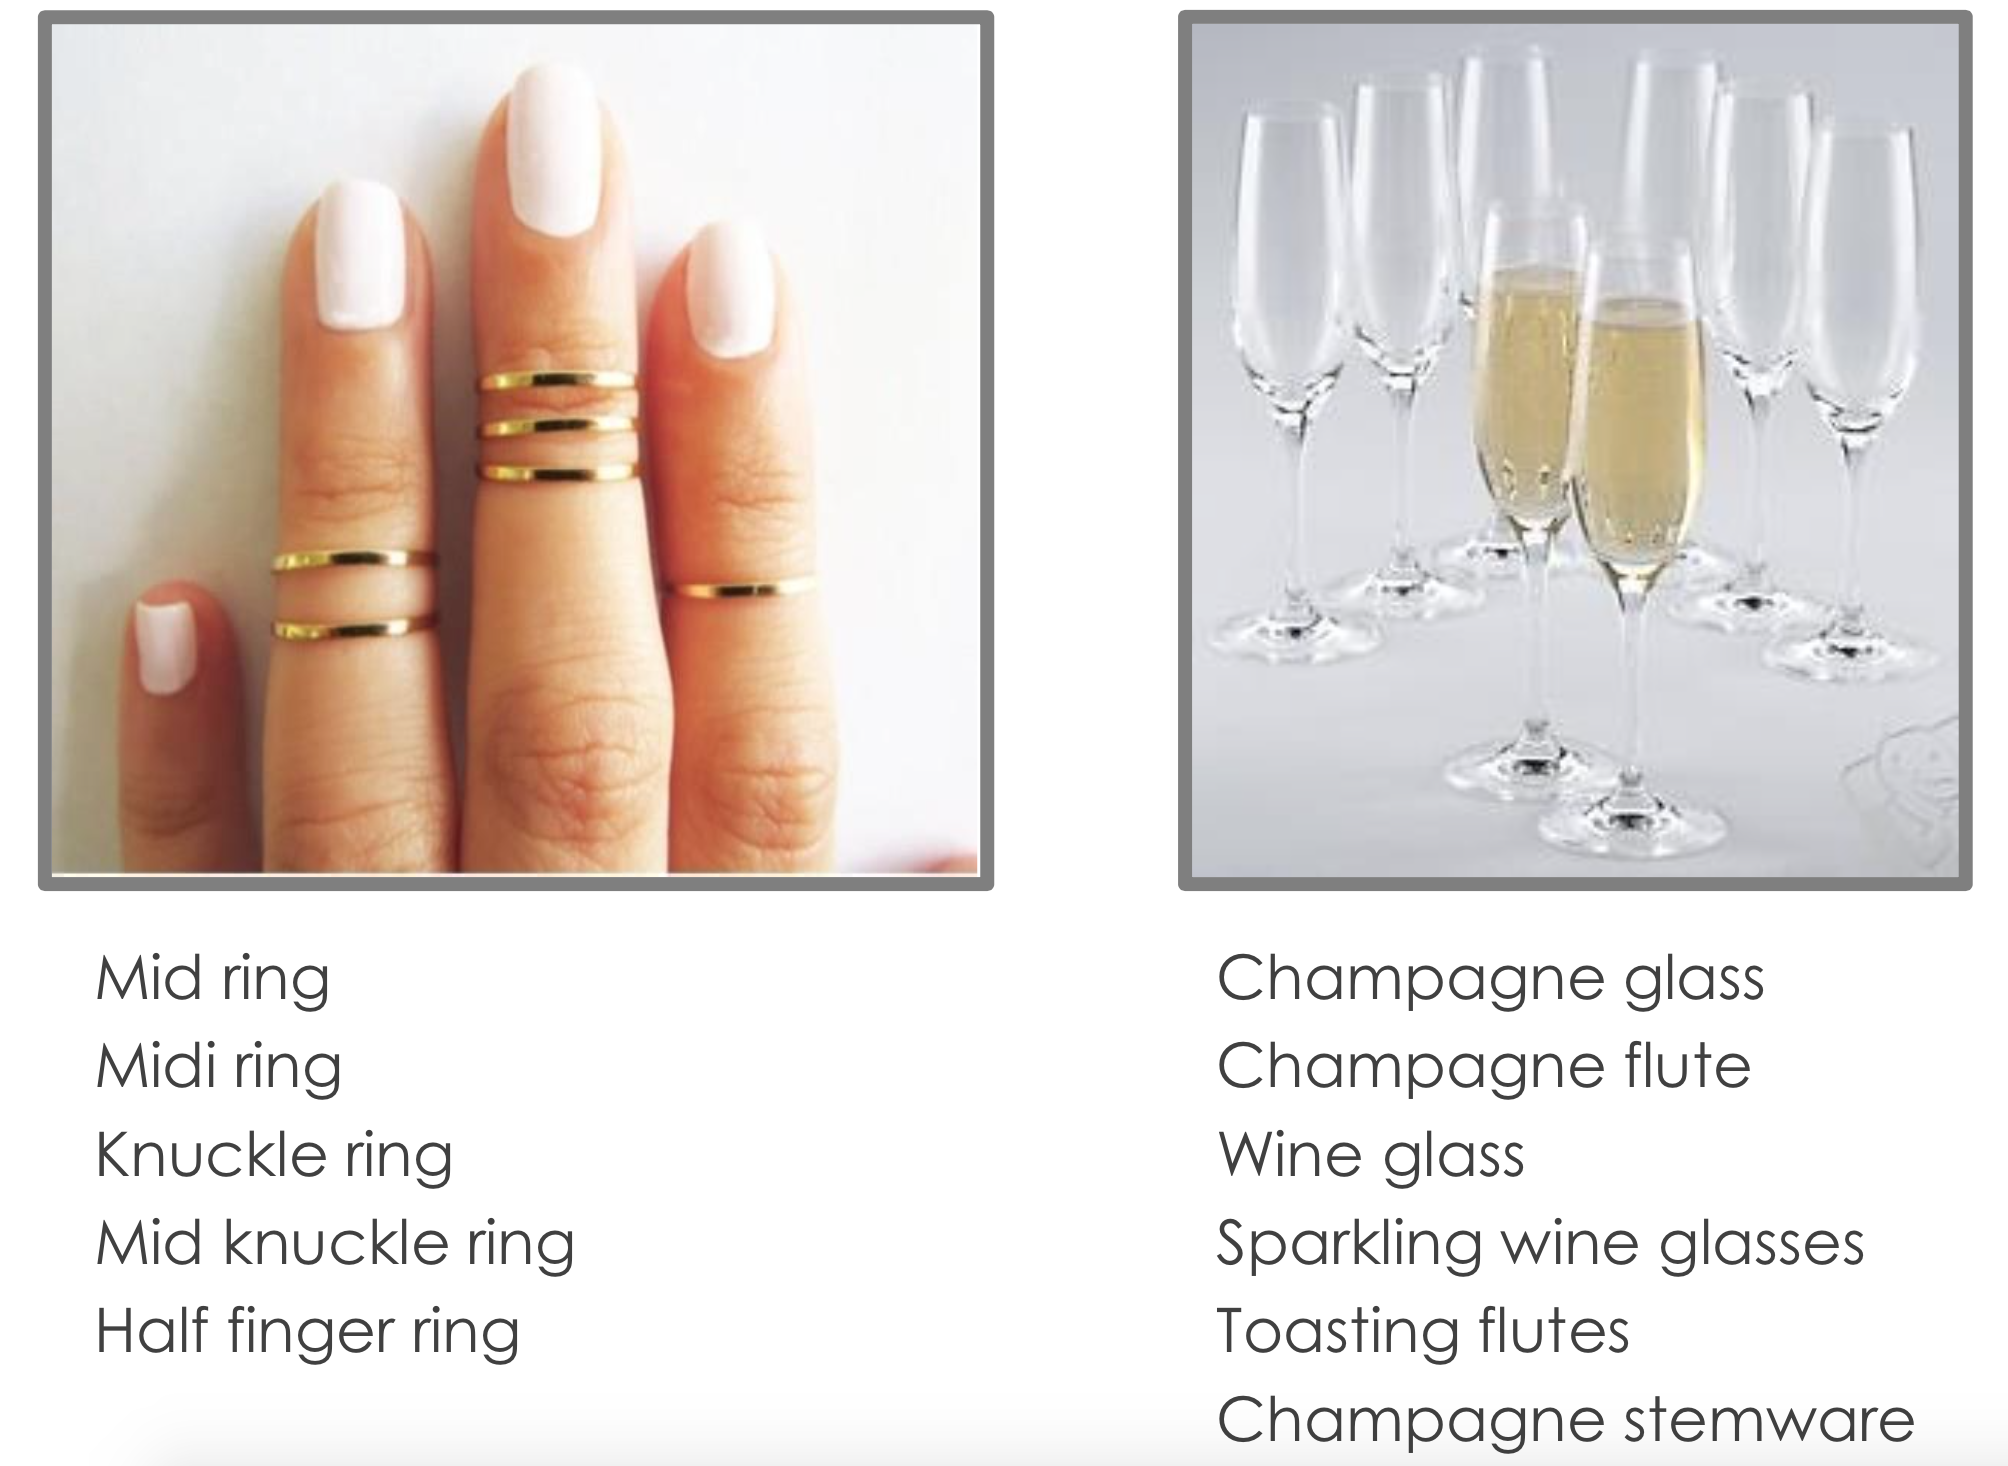 Mid ring
Midi ring
Knuckle ring
Mid knuckle ring
Half finger ring
Champagne glass
Champagne flute
Wine glass
Sparkling wine glasses
Toasting flutes
Champagne stemware